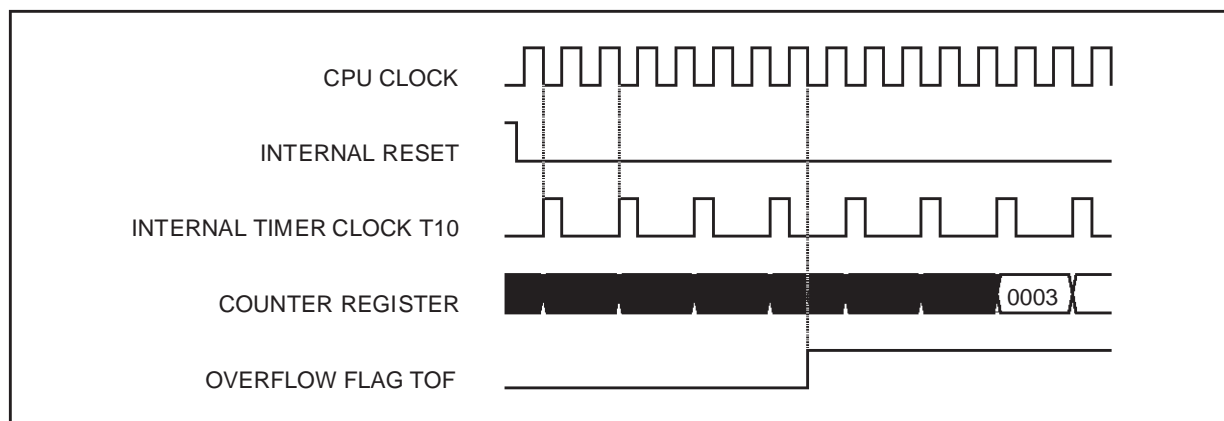 CPU CLOCK
INTERNAL RESET
INTERNAL TIMER CLOCK T10
COUNTER REGISTER
0003
OVERFLOW FLAG TOF